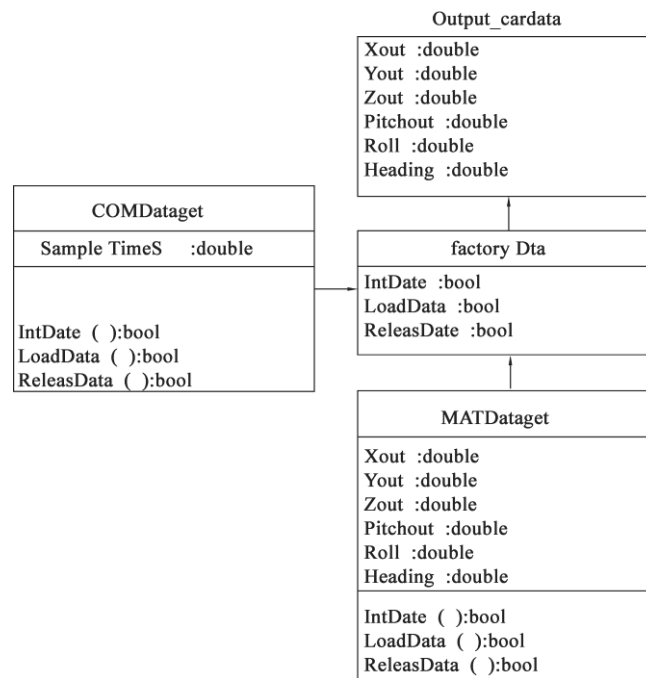 Output_cardata
Xout :double
Yout :double
Zout :double
Pitchout :double
Roll :double
Heading :double
COMDataget
Sample TimeS :double
IntDate ( ):bool
LoadData ( ):bool
ReleasData ( ):bool
factory Dta
IntDate :bool
LoadData :bool
ReleasDate :bool
MATDataget
Xout :double
Yout :double
Zout :double
Pitchout :double
Roll :double
Heading :double
IntDate ( ):bool
LoadData ( ):bool
ReleasData ( ):bool